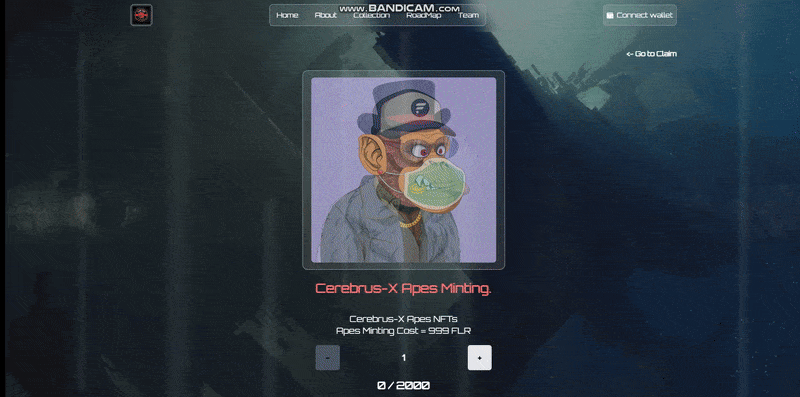 www.BANDICAM.com
Home About Collection RoadMap Team
Connect wallet
<- Go to Claim
Cerebrus-X Apes Minting.
Cerebrus-X Apes NFTs
Apes Minting Cost = 999 FLR
- 1 +
0 / 2000